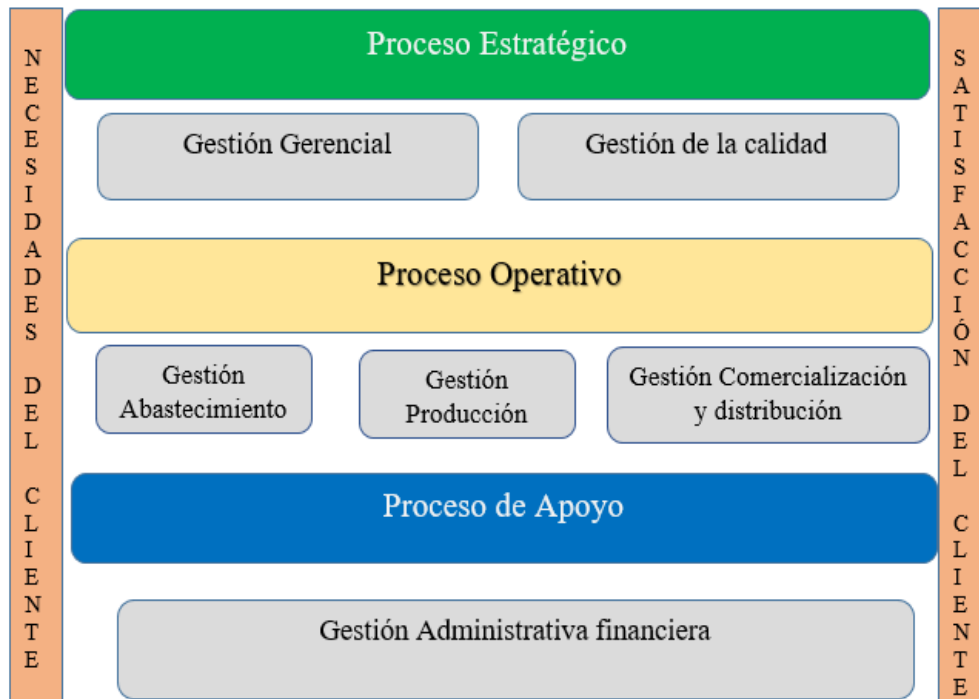 NECESIDADES DEL CLIENTE
Proceso Estratégico
Gestión Gerencial
Gestión de la calidad
Proceso Operativo
Gestión
Abastecimiento
Gestión
Producción
Gestión Comercialización
y distribución
Proceso de Apoyo
Gestión Administrativa financiera
SATISFACCIÓN DEL CLIENTE